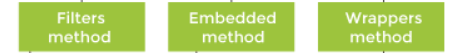 Filters
method
Embedded
method
Wrappers
method